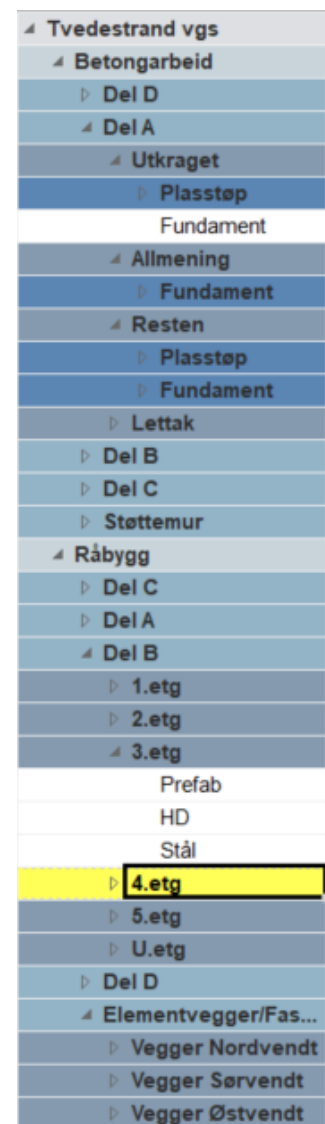 Tvedestrand vgs
Betongarbeid
Del D
Del A
Utkraget
Plasstøp
Fundament
Allmening
Fundament
Resten
Plasstøp
Fundament
Lettak
Del B
Del C
Støttemur
Råbygg
Del C
Del A
Del B
1.etg
2.etg
3.etg
Prefab
HD
Stål
4.etg
5.etg
U.etg
Del D
Elementvegger/Fas...
Vegger Nordvendt
Vegger Sørvendt
Vegger Østvendt